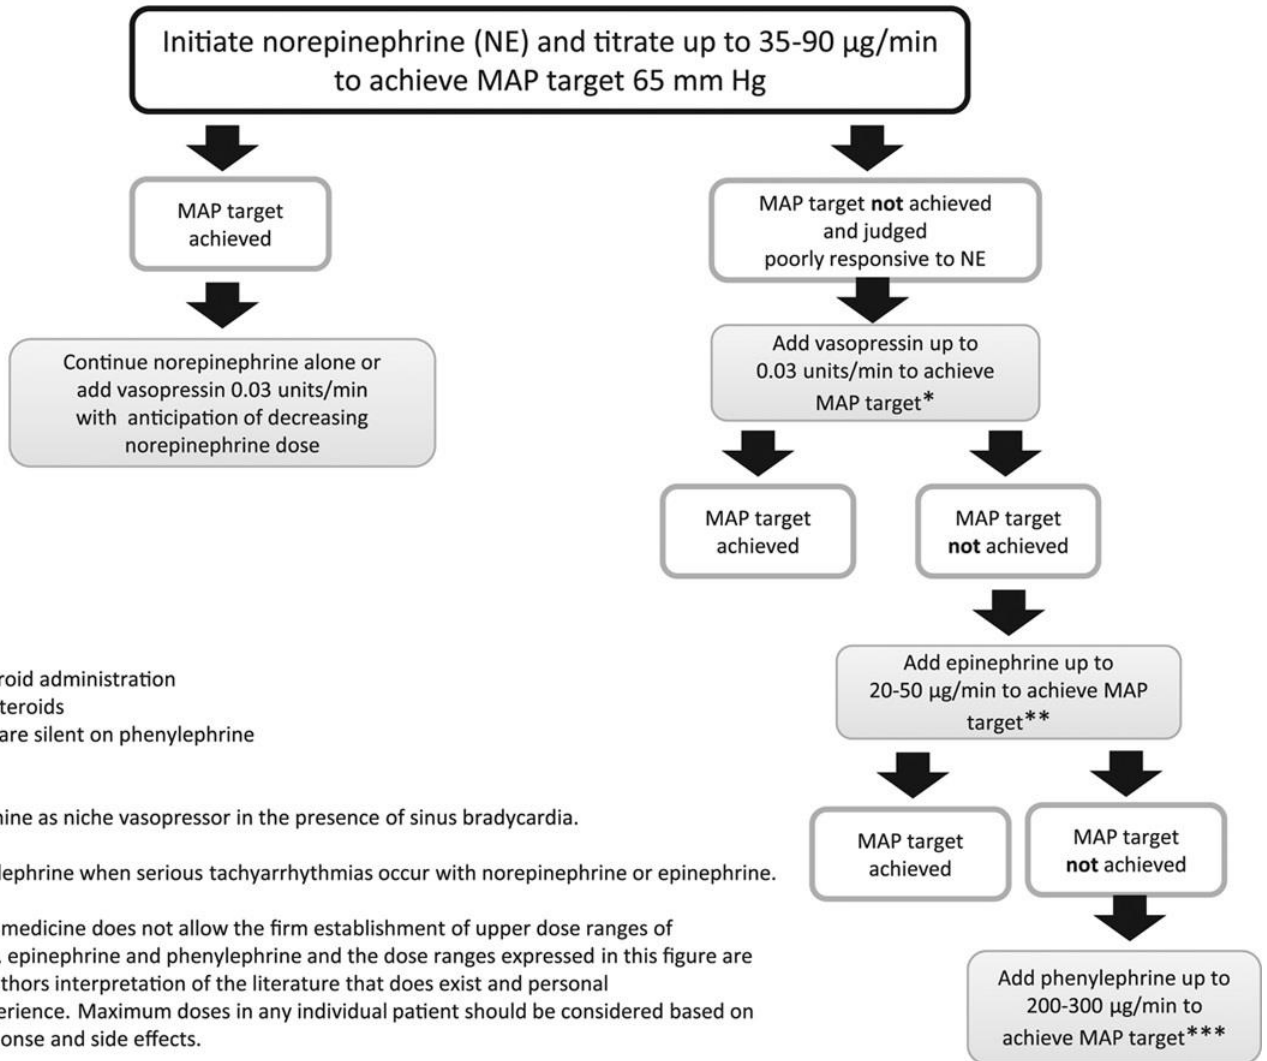 Initiate norepinephrine (NE) and titrate up to 35-90 µg/min
to achieve MAP target 65 mm Hg
MAP target
achieved
MAP target not achieved
and judged
poorly responsive to NE
Continue norepinephrine alone or
add vasopressin 0.03 units/min
with anticipation of decreasing
norepinephrine dose
Add vasopressin up to
0.03 units/min to achieve
MAP target*
MAP target
achieved
MAP target
not achieved
Add epinephrine up to
20-50 µg/min to achieve MAP
target**
MAP target
achieved
MAP target
not achieved
Add phenylephrine up to
200-300 µg/min to
achieve MAP target***
roid administration
teroids
are silent on phenylephrine
nine as niche vasopressor in the presence of sinus bradycardia.
lephrine when serious tachyarrhythmias occur with norepinephrine or epinephrine.
medicine does not allow the firm establishment of upper dose ranges of
, epinephrine and phenylephrine and the dose ranges expressed in this figure are
thors interpretation of the literature that does exist and personal
erience. Maximum doses in any individual patient should be considered based on
onse and side effects.